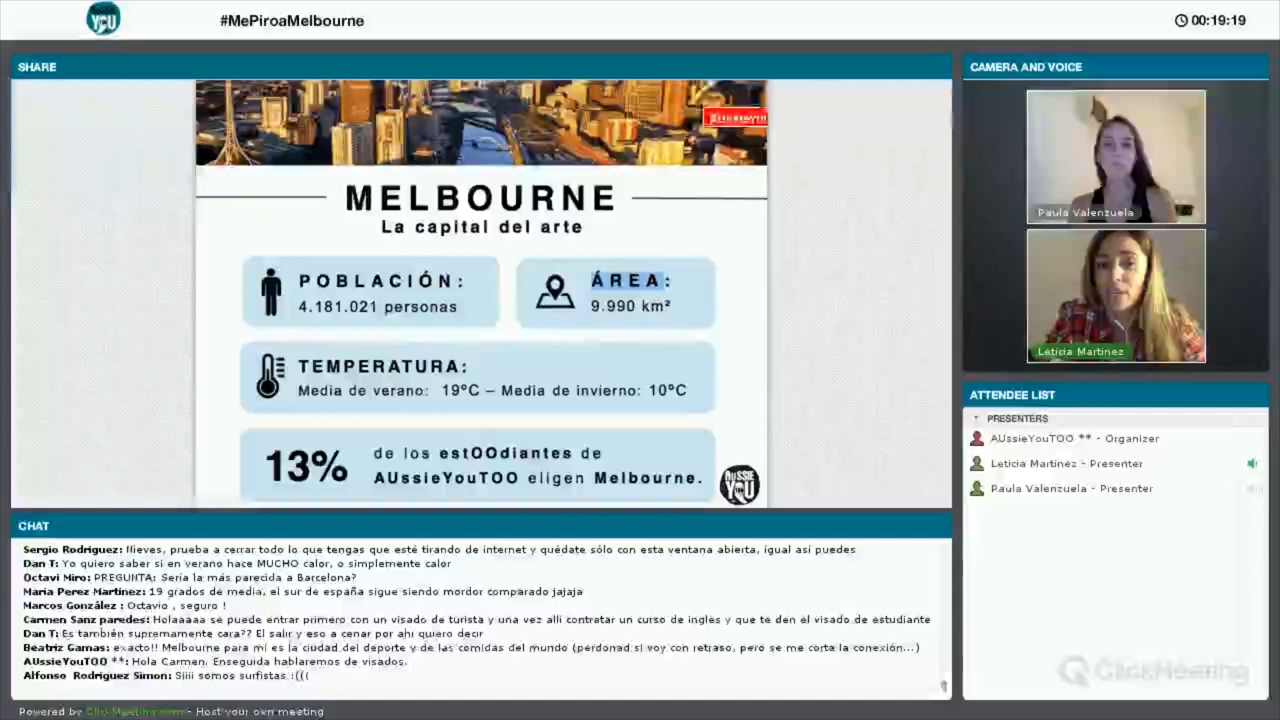 AUSSIE YOU
#MePiroaMelbourne
00:19:19
SHARE
MELBOURNE
La capital del arte
POBLACIÓN:
4.181.021 personas
ÁREA:
9.990 km²
TEMPERATURA:
Media de verano: 19ºC – Media de invierno: 10ºC
13%
de los estOOdiantes de
AUssieYouTOO eligen Melbourne.
AUSSIE YOU
CAMERA AND VOICE
Paula Valenzuela
Leticia Martinez
ATTENDEE LIST
PRESENTERS
AUssieYouTOO ** - Organizer
Leticia Martinez - Presenter
Paula Valenzuela - Presenter
CHAT
Sergio Rodriguez: Nieves, prueba a cerrar todo lo que tengas que esté tirando de internet y quédate sólo con esta ventana abierta, igual así puedes
Dan T: Yo quiero saber si en verano hace MUCHO calor, o simplemente calor
Octavi Miro: PREGUNTA: Sería la más parecida a Barcelona?
Maria Perez Martinez: 19 grados de media, el sur de españa sigue siendo mordor comparado jajaja
Marcos González : Octavio , seguro !
Carmen Sanz paredes: Holaaaaa se puede entrar primero con un visado de turista y una vez alli contratar un curso de ingles y que te den el visado de estudiante
Dan T: Es también supremamente cara?? El salir y eso a cenar por ahi quiero decir
Beatriz Gamas: exacto!! Melbourne para mi es la ciudad del deporte y de las comidas del mundo (perdonad si voy con retraso, pero se me corta la conexión...)
AUssieYouTOO **: Hola Carmen. Enseguida hablaremos de visados.
Alfonso Rodriguez Simon: Siiii somos surfistas :(((
ClickMeeting
Powered by ClickMeeting.com - Host your own meeting